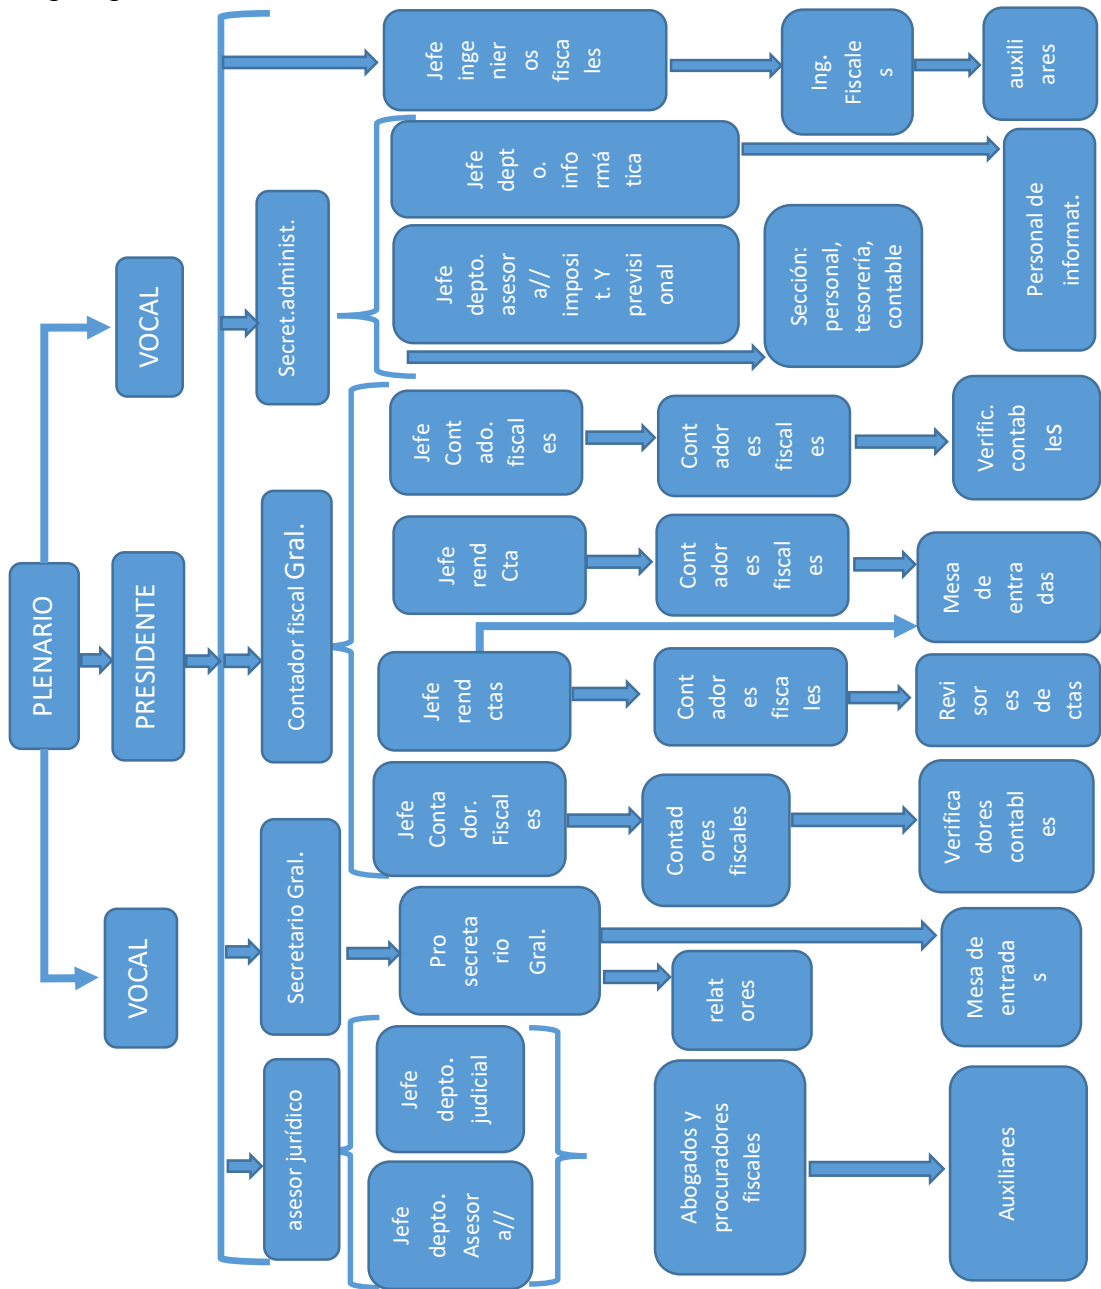 PLENARIO
VOCAL
PRESIDENTE
VOCAL
asesor jurídico
Secretario Gral.
Contador fiscal Gral.
Secret.administ.
Jefe
depto.
Asesor
a//
Jefe
depto.
judicial
Pro
secreta
rio
Gral.
Jefe
Conta
dor.
Fiscal
es
Jefe
rend
ctas
Jefe
rend
Cta
Jefe
Cont
ado.
fiscal
es
Jefe
depto.
asesor
a//
imposi
t. Y
previsi
onal
Jefe
dept
o.
info
rmá
tica
Jefe
inge
nier
os
fisca
les
Abogados y
procuradores
fiscales
relat
ores
Contad
ores
fiscales
Cont
ador
es
fisca
les
Cont
ador
es
fiscal
es
Cont
ador
es
fiscal
es
Sección:
personal,
tesorería,
contable
Ing.
Fiscale
s
Auxiliares
Mesa de
entrada
s
Verifica
dores
contabl
es
Revi
sor
es
de
ctas
Mesa
de
entra
das
Verific.
contab
les
Personal de
informat.
auxili
ares